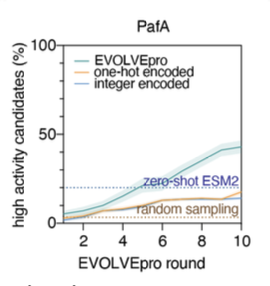 PafA
high activity candidates (%)
100
50
0
EVOLVEpro
one-hot encoded
integer encoded
zero-shot ESM2
random sampling
2 4 6 8 10
EVOLVEpro round